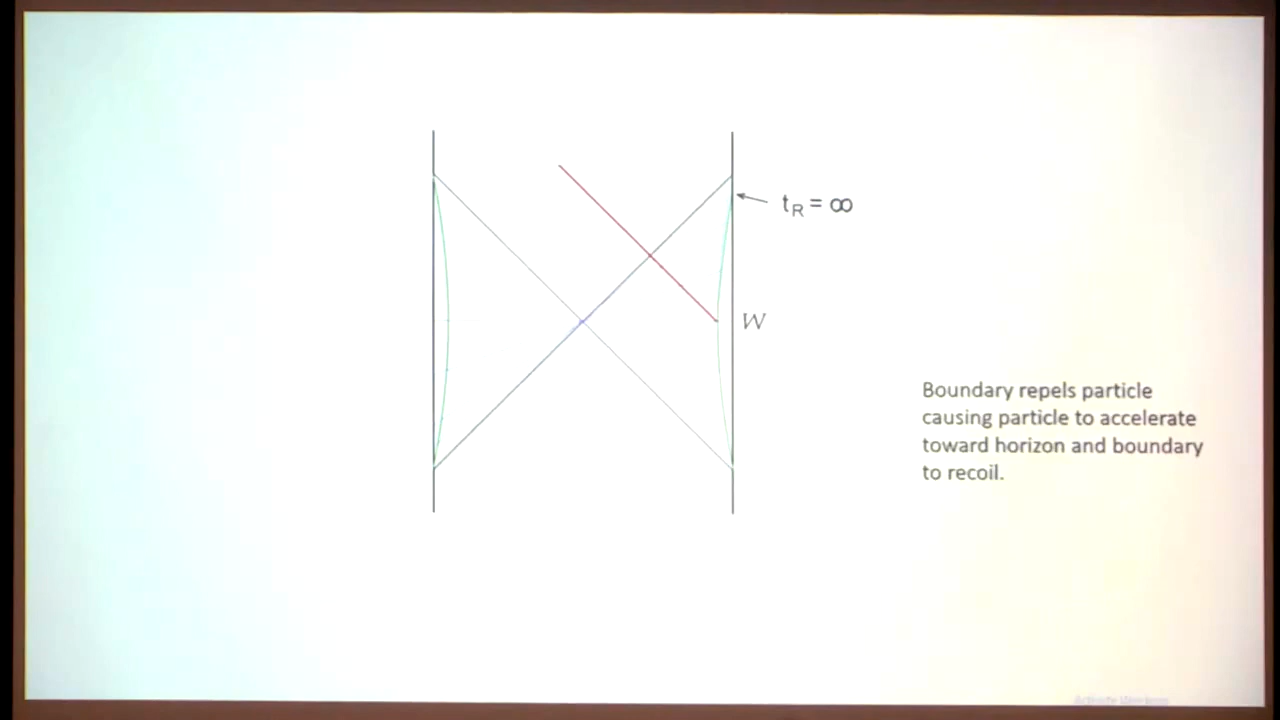 t_R = ∞
W
Boundary repels particle
causing particle to accelerate
toward horizon and boundary
to recoil.